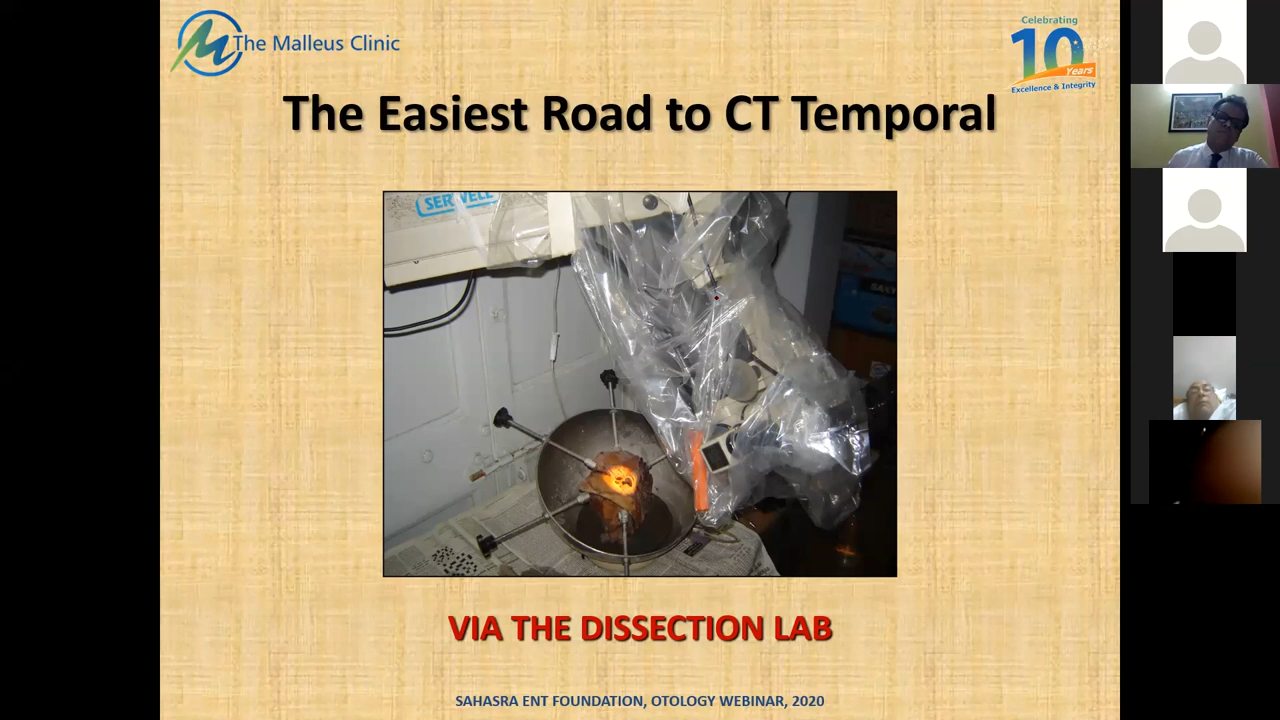 The Malleus Clinic
Celebrating
10
Years
Excellence & Integrity
The Easiest Road to CT Temporal
VIA THE DISSECTION LAB
SAHASRA ENT FOUNDATION, OTOLOGY WEBINAR, 2020